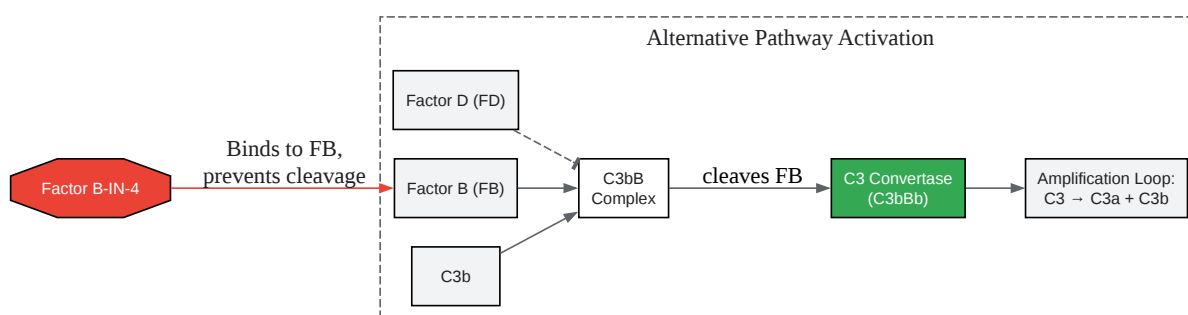 Alternative Pathway Activation
Factor D (FD)
Binds to FB,
prevents cleavage
Factor B-IN-4
Factor B (FB)
C3bB
Complex
cleaves FB
C3 Convertase
(C3bBb)
Amplification Loop:
C3 → C3a + C3b
C3b